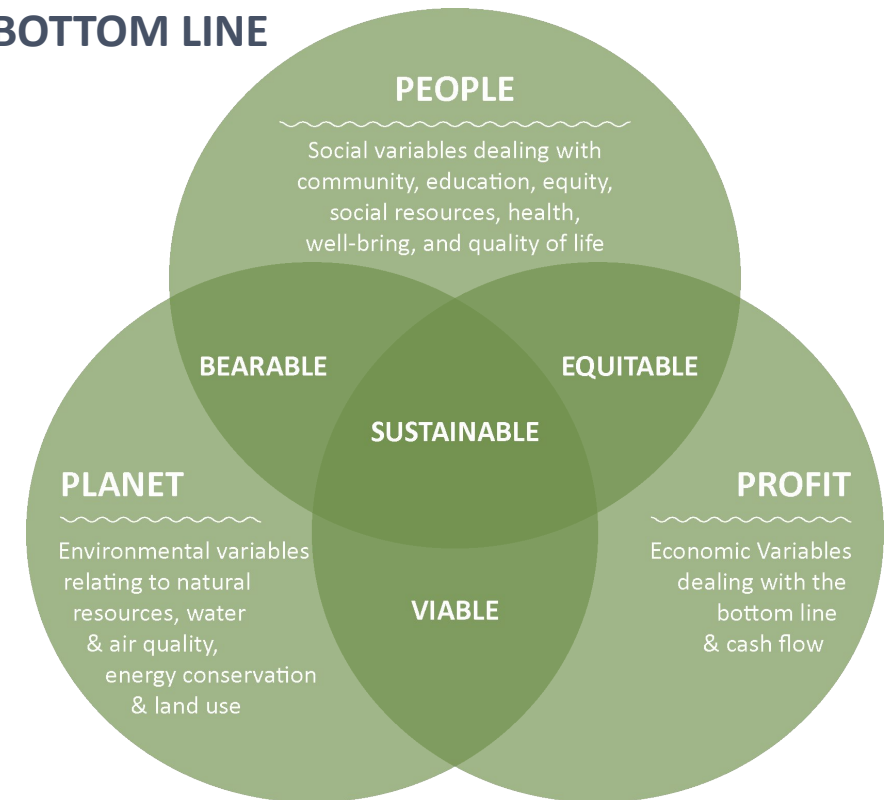 BOTTOM LINE
PEOPLE
Social variables dealing with
community, education, equity,
social resources, health,
well-bring, and quality of life
BEARABLE
EQUITABLE
SUSTAINABLE
PLANET
Environmental variables
relating to natural
resources, water
& air quality,
energy conservation
& land use
PROFIT
Economic Variables
dealing with the
bottom line
& cash flow
VIABLE